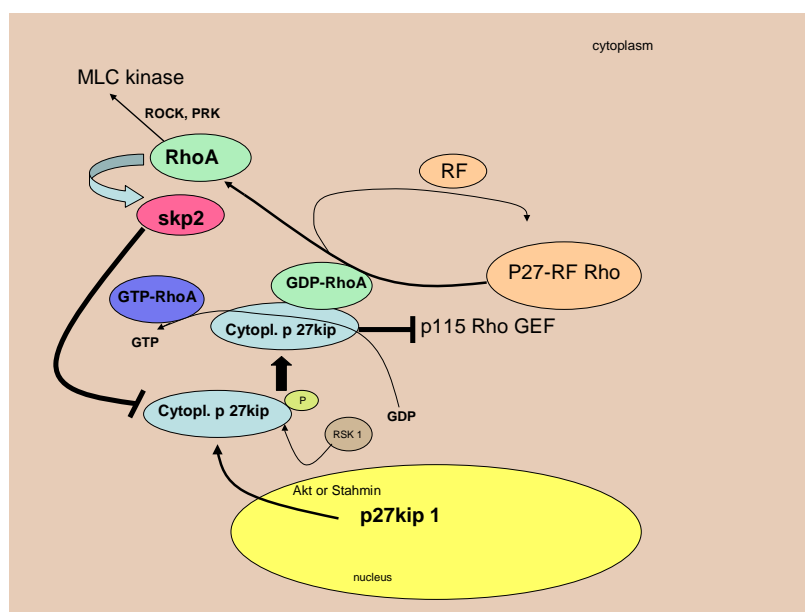 cytoplasm
MLC kinase
ROCK, PRK
RhoA
RF
skp2
P27-RF Rho
GDP-RhoA
GTP-RhoA
Cytopl. p 27kip
p115 Rho GEF
GTP
P
Cytopl. p 27kip
GDP
RSK 1
Akt or Stahmin
p27kip 1
nucleus